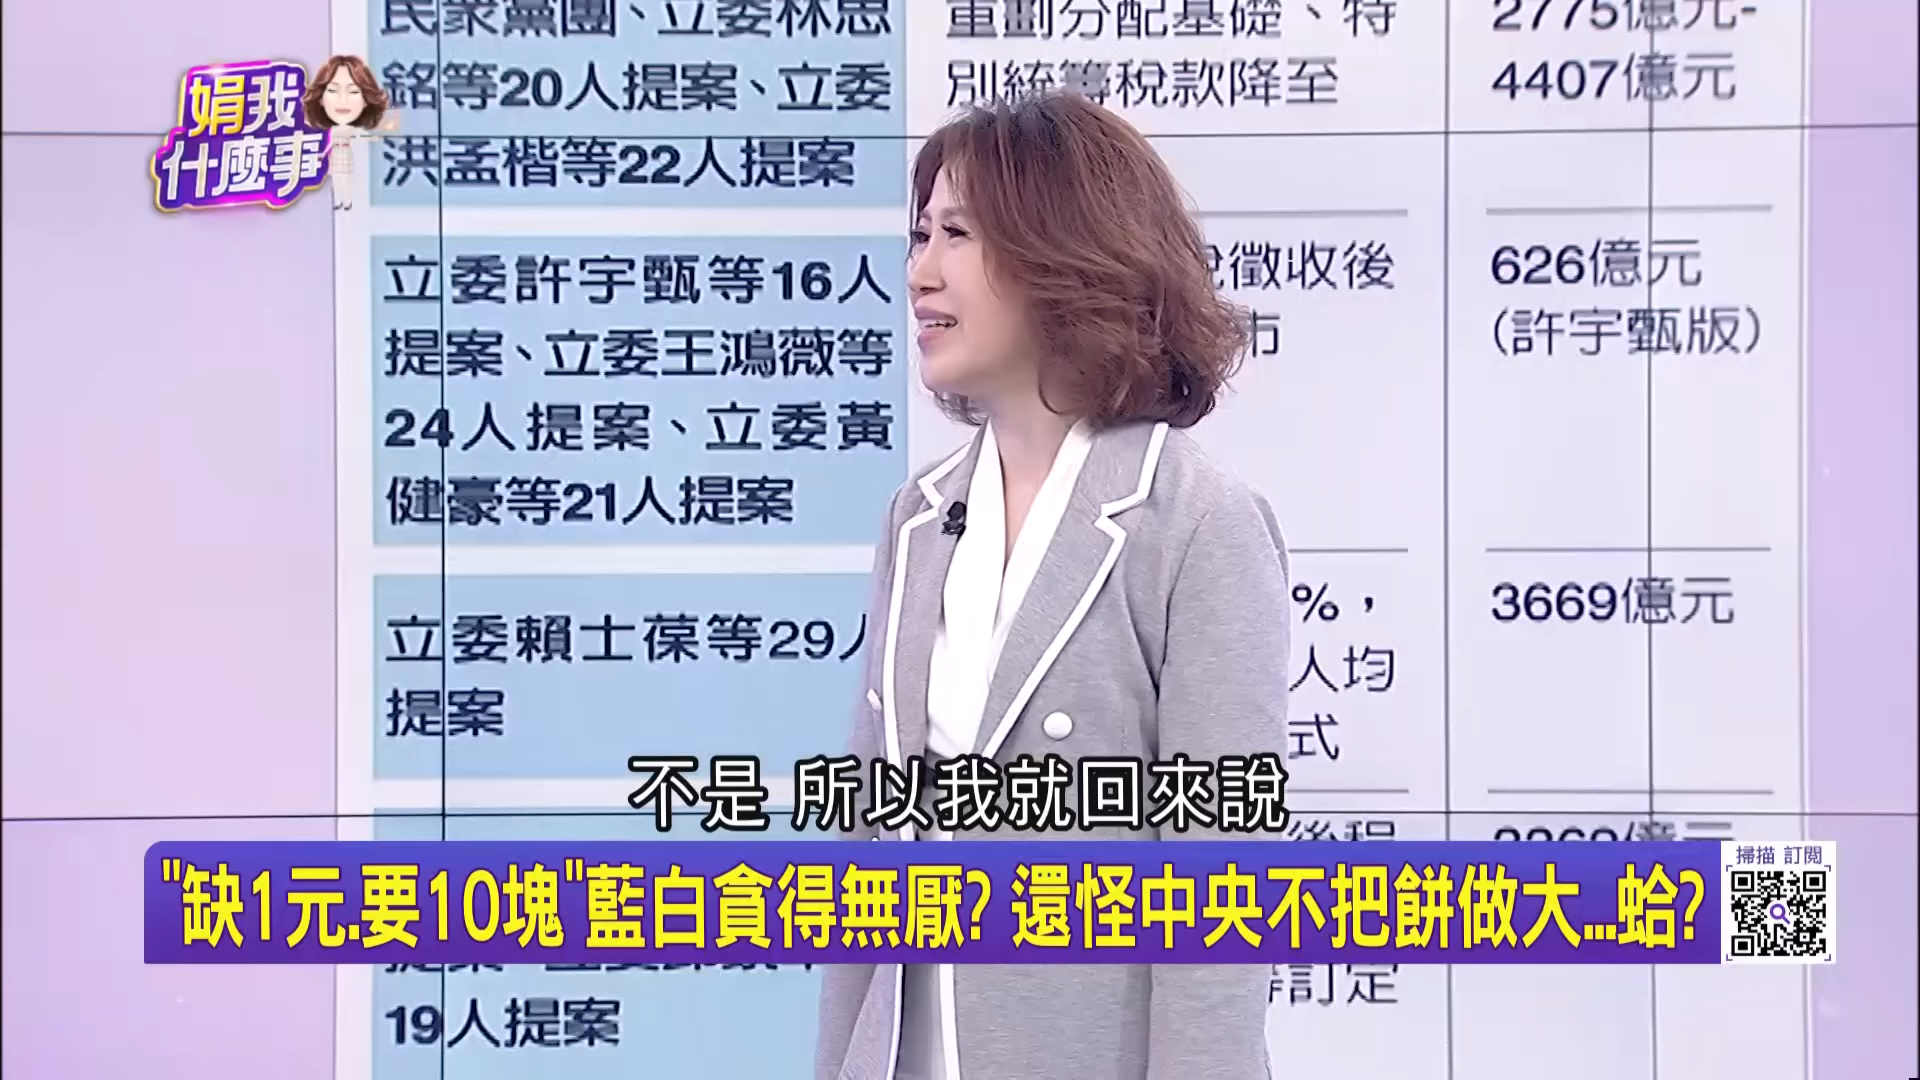 娟我
什麼事
民眾黨團、立委林思
銘等20人提案、立委
洪孟楷等22人提案
重劃分配基礎、特
別統籌稅款降至
2775億元-
4407億元
立委許宇甄等16人
提案、立委王鴻薇等
24人提案、立委黃
健豪等21人提案
徵收後
市
626億元
(許宇甄版)
立委賴士葆等29人
提案
%，
人均
式
3669億元
不是 所以我就回來說
後程
"缺1元.要10塊"藍白貪得無厭? 還怪中央不把餅做大...蛤?
掃描 訂閱
19人提案
等訂定